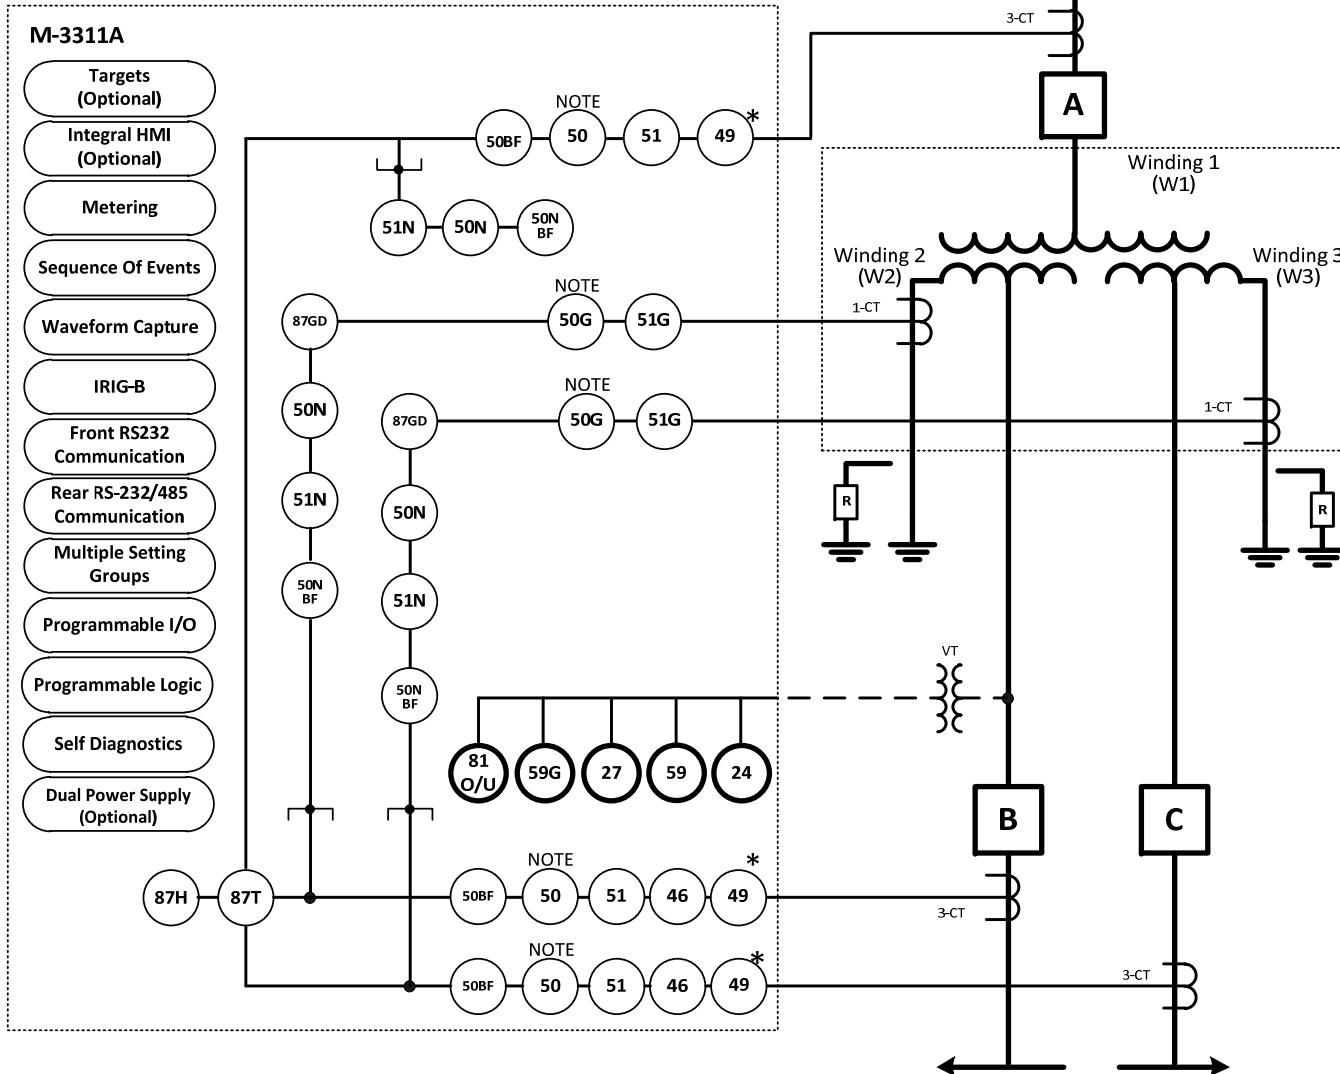 M-3311A
Targets
(Optional)
Integral HMI
(Optional)
Metering
Sequence Of Events
Waveform Capture
IRIG-B
Front RS232
Communication
Rear RS-232/485
Communication
Multiple Setting
Groups
Programmable I/O
Programmable Logic
Self Diagnostics
Dual Power Supply
(Optional)
3-CT
A
NOTE
50BF
50
51
49
*
51N
50N
50N
BF
Winding 1
(W1)
Winding 2
(W2)
Winding 3
(W3)
NOTE
87GD
50G
51G
1-CT
NOTE
87GD
50G
51G
1-CT
50N
51N
50N
BF
50N
51N
50N
BF
R
R
VT
81
O/U
59G
27
59
24
B
C
NOTE
*
87H
87T
50BF
50
51
46
49
3-CT
NOTE
*
50BF
50
51
46
49
3-CT